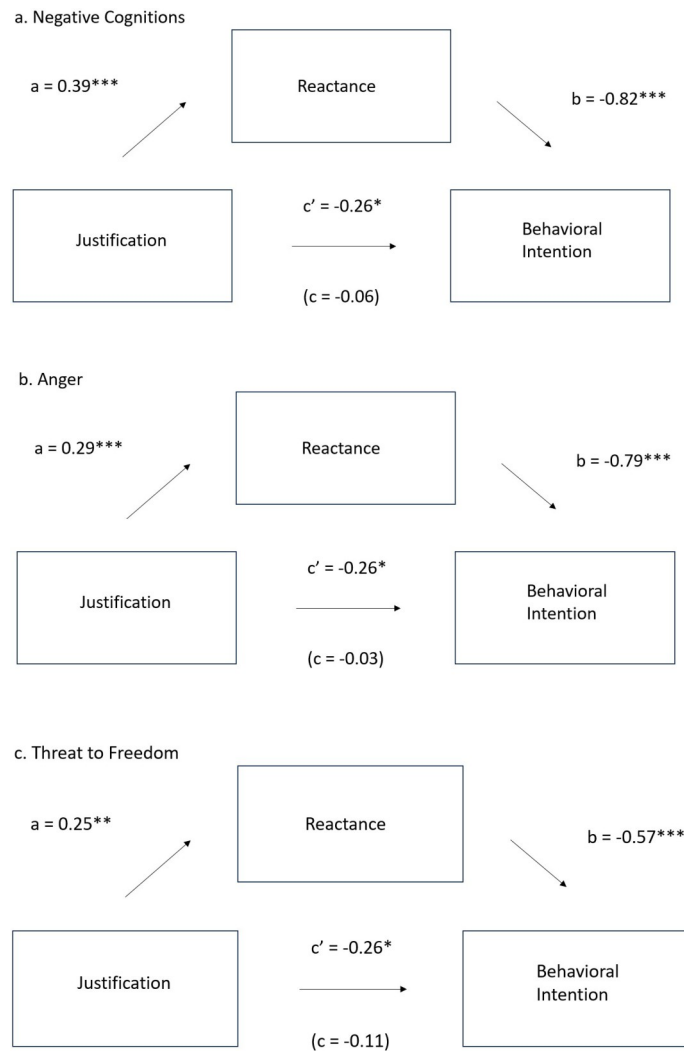 a. Negative Cognitions
a = 0.39***
Reactance
b = -0.82***
Justification
c’ = -0.26*
(c = -0.06)
Behavioral
Intention
b. Anger
a = 0.29***
Reactance
b = -0.79***
Justification
c’ = -0.26*
(c = -0.03)
Behavioral
Intention
c. Threat to Freedom
a = 0.25**
Reactance
b = -0.57***
Justification
c’ = -0.26*
(c = -0.11)
Behavioral
Intention